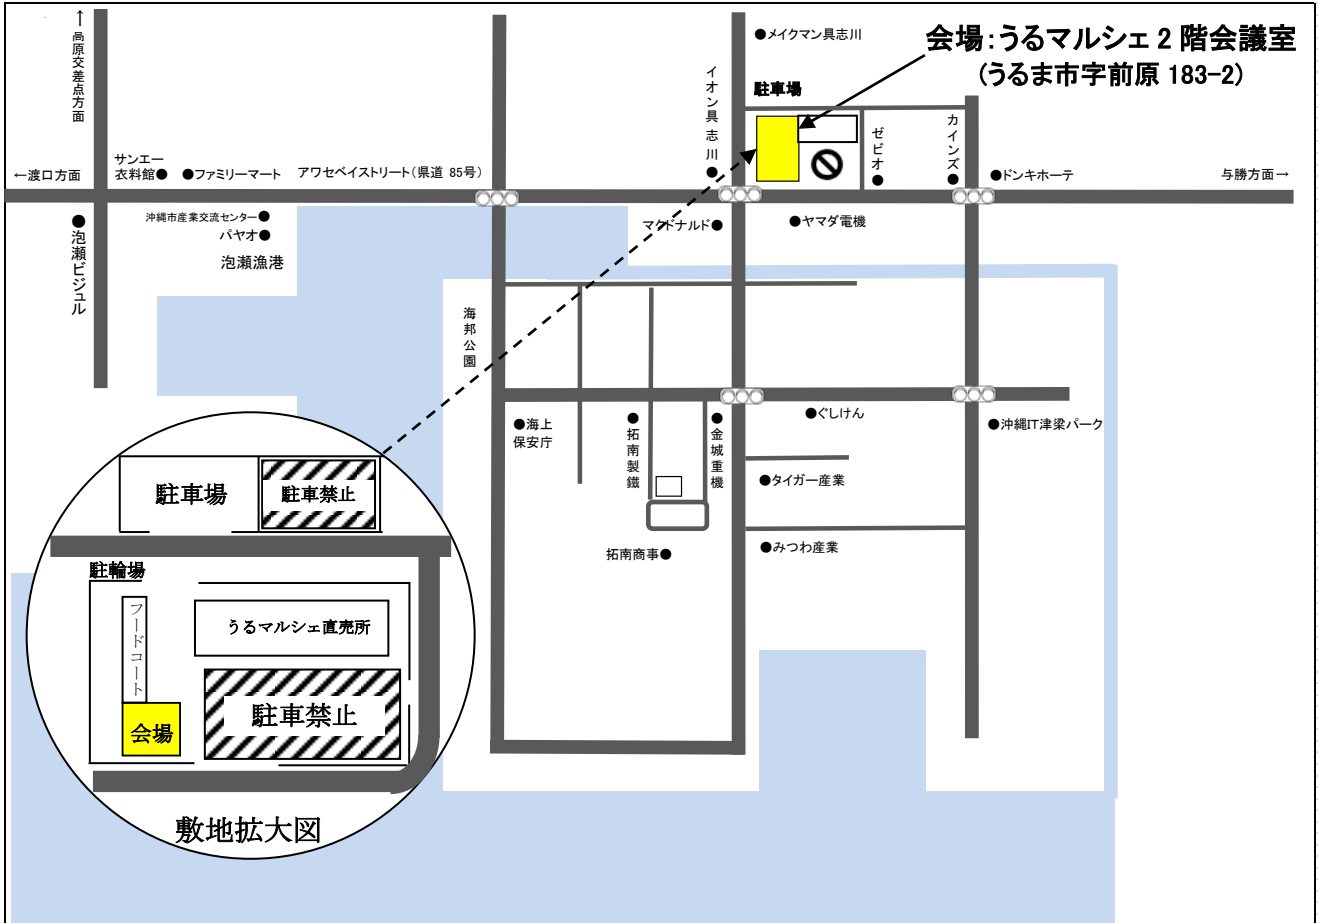 ↑高原交差点方面
●メイクマン具志川
会場:うるマルシェ2階会議室
(うるま市字前原 183-2)
駐車場
イオン具志川●
ゼビオ●
カインズ●
←渡口方面
サンエー
衣料館●
●ファミリーマート
アワセベイストリート(県道 85号)
●ドンキホーテ
与勝方面→
●泡瀬ビジュル
沖縄市産業交流センター●
パヤオ●
泡瀬漁港
マクドナルド●
●ヤマダ電機
海邦公園
●海上
保安庁
●拓南製鐵
●金城重機
●ぐしけん
●沖縄IT津梁パーク
●タイガー産業
●みつわ産業
拓南商事●
駐車場
駐車禁止
駐輪場
フードコート
うるマルシェ直売所
会場
駐車禁止
敷地拡大図